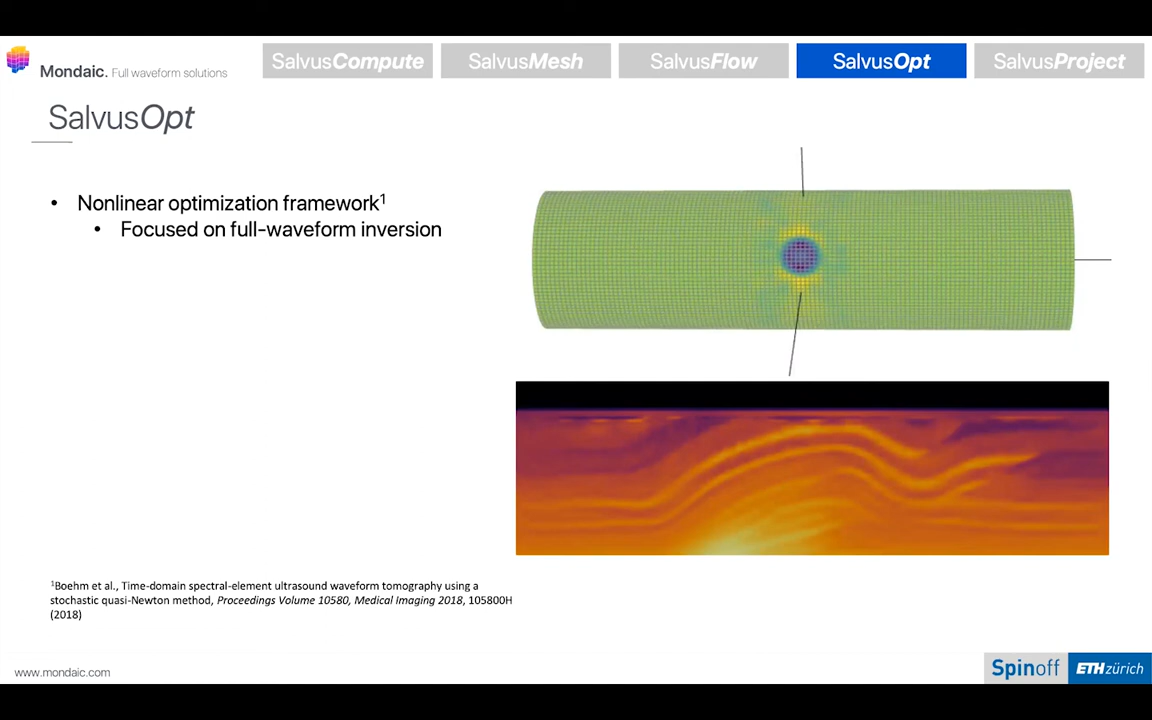 Mondaic. Full waveform solutions
SalvusCompute
SalvusMesh
SalvusFlow
SalvusOpt
SalvusProject
SalvusOpt
• Nonlinear optimization framework¹
• Focused on full-waveform inversion
¹Boehm et al., Time-domain spectral-element ultrasound waveform tomography using a
stochastic quasi-Newton method, Proceedings Volume 10580, Medical Imaging 2018, 105800H
(2018)
www.mondaic.com
Spinoff ETHzürich